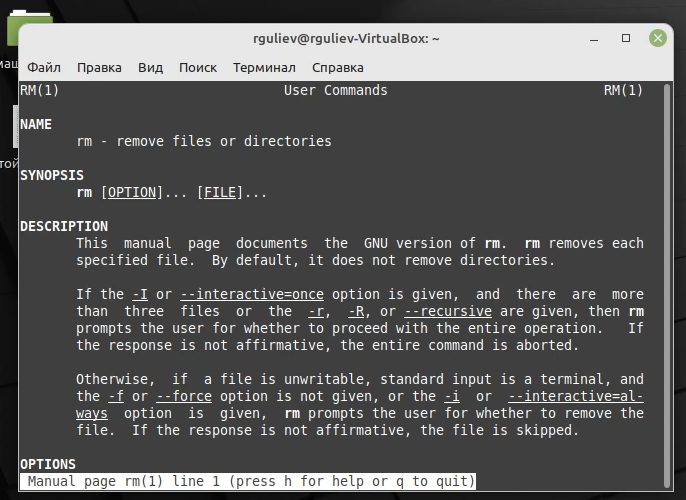 rguliev@rguliev-VirtualBox: ~
Файл Правка Вид Поиск Терминал Справка
RM(1) User Commands RM(1)
NAME
rm - remove files or directories
SYNOPSIS
rm [OPTION]... [FILE]...
DESCRIPTION
This manual page documents the GNU version of rm. rm removes each
specified file. By default, it does not remove directories.
If the -I or --interactive=once option is given, and there are more
than three files or the -r, -R, or --recursive are given, then rm
prompts the user for whether to proceed with the entire operation. If
the response is not affirmative, the entire command is aborted.
Otherwise, if a file is unwritable, standard input is a terminal, and
the -f or --force option is not given, or the -i or --interactive=al-
ways option is given, rm prompts the user for whether to remove the
file. If the response is not affirmative, the file is skipped.
OPTIONS
Manual page rm(1) line 1 (press h for help or q to quit)